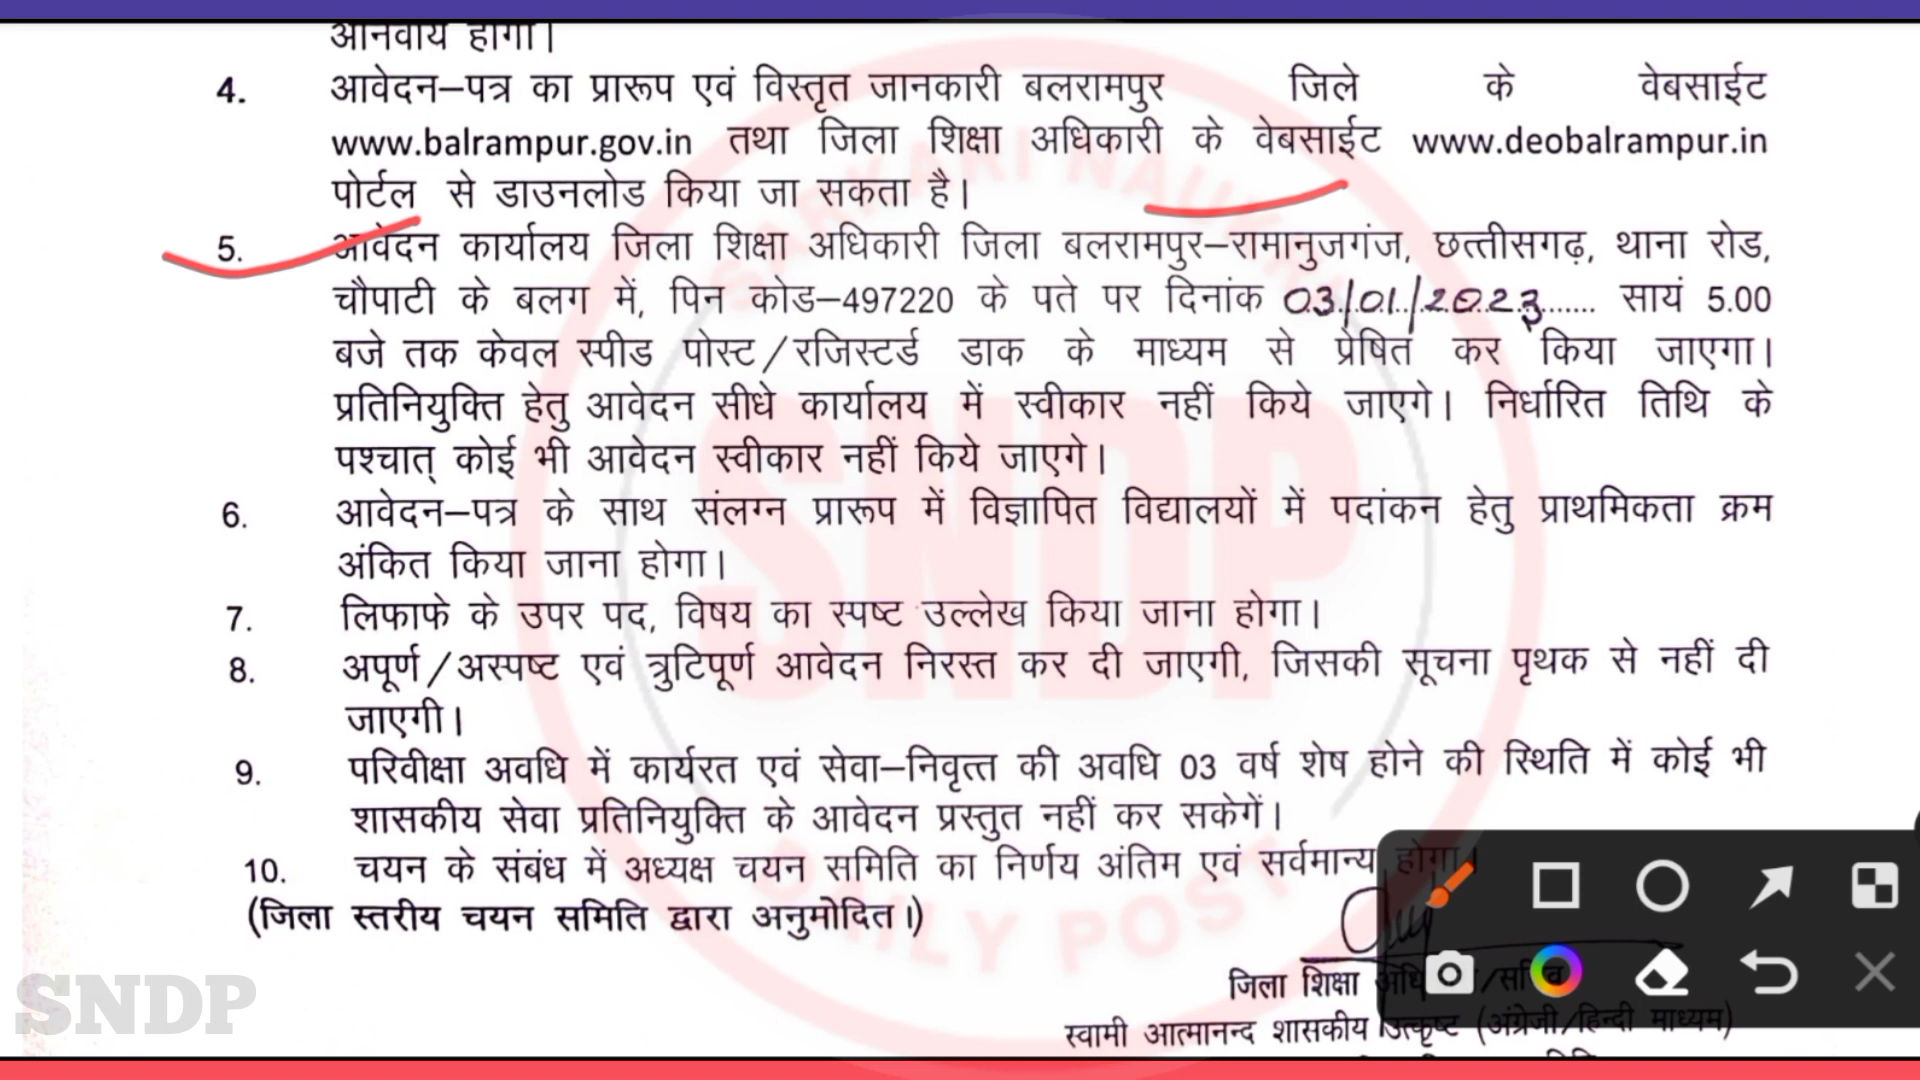 अनिवार्य होगा।
4. आवेदन–पत्र का प्रारूप एवं विस्तृत जानकारी बलरामपुर जिले के वेबसाईट
www.balrampur.gov.in तथा जिला शिक्षा अधिकारी के वेबसाईट www.deobalrampur.in
पोर्टल से डाउनलोड किया जा सकता है।
5. आवेदन कार्यालय जिला शिक्षा अधिकारी जिला बलरामपुर–रामानुजगंज, छत्तीसगढ़, थाना रोड,
चौपाटी के बलग में, पिन कोड–497220 के पते पर दिनांक 03/01/2023...... सायं 5.00
बजे तक केवल स्पीड पोस्ट/रजिस्टर्ड डाक के माध्यम से प्रेषित कर किया जाएगा।
प्रतिनियुक्ति हेतु आवेदन सीधे कार्यालय में स्वीकार नहीं किये जाएगे। निर्धारित तिथि के
पश्चात् कोई भी आवेदन स्वीकार नहीं किये जाएगे।
6. आवेदन–पत्र के साथ संलग्न प्रारूप में विज्ञापित विद्यालयों में पदांकन हेतु प्राथमिकता क्रम
अंकित किया जाना होगा।
7. लिफाफे के उपर पद, विषय का स्पष्ट उल्लेख किया जाना होगा।
8. अपूर्ण/अस्पष्ट एवं त्रुटिपूर्ण आवेदन निरस्त कर दी जाएगी, जिसकी सूचना पृथक से नहीं दी
जाएगी।
9. परिवीक्षा अवधि में कार्यरत एवं सेवा–निवृत्त की अवधि 03 वर्ष शेष होने की स्थिति में कोई भी
शासकीय सेवा प्रतिनियुक्ति के आवेदन प्रस्तुत नहीं कर सकेगें।
10. चयन के संबंध में अध्यक्ष चयन समिति का निर्णय अंतिम एवं सर्वमान्य होगा।
(जिला स्तरीय चयन समिति द्वारा अनुमोदित।)
जिला शिक्षा
स्वामी आत्मानन्द शासकीय उत्कृष्ट (अंग्रेजी/हिन्दी माध्यम)
SARKARI NAUKRI
SNDP
DAILY POST
SNDP